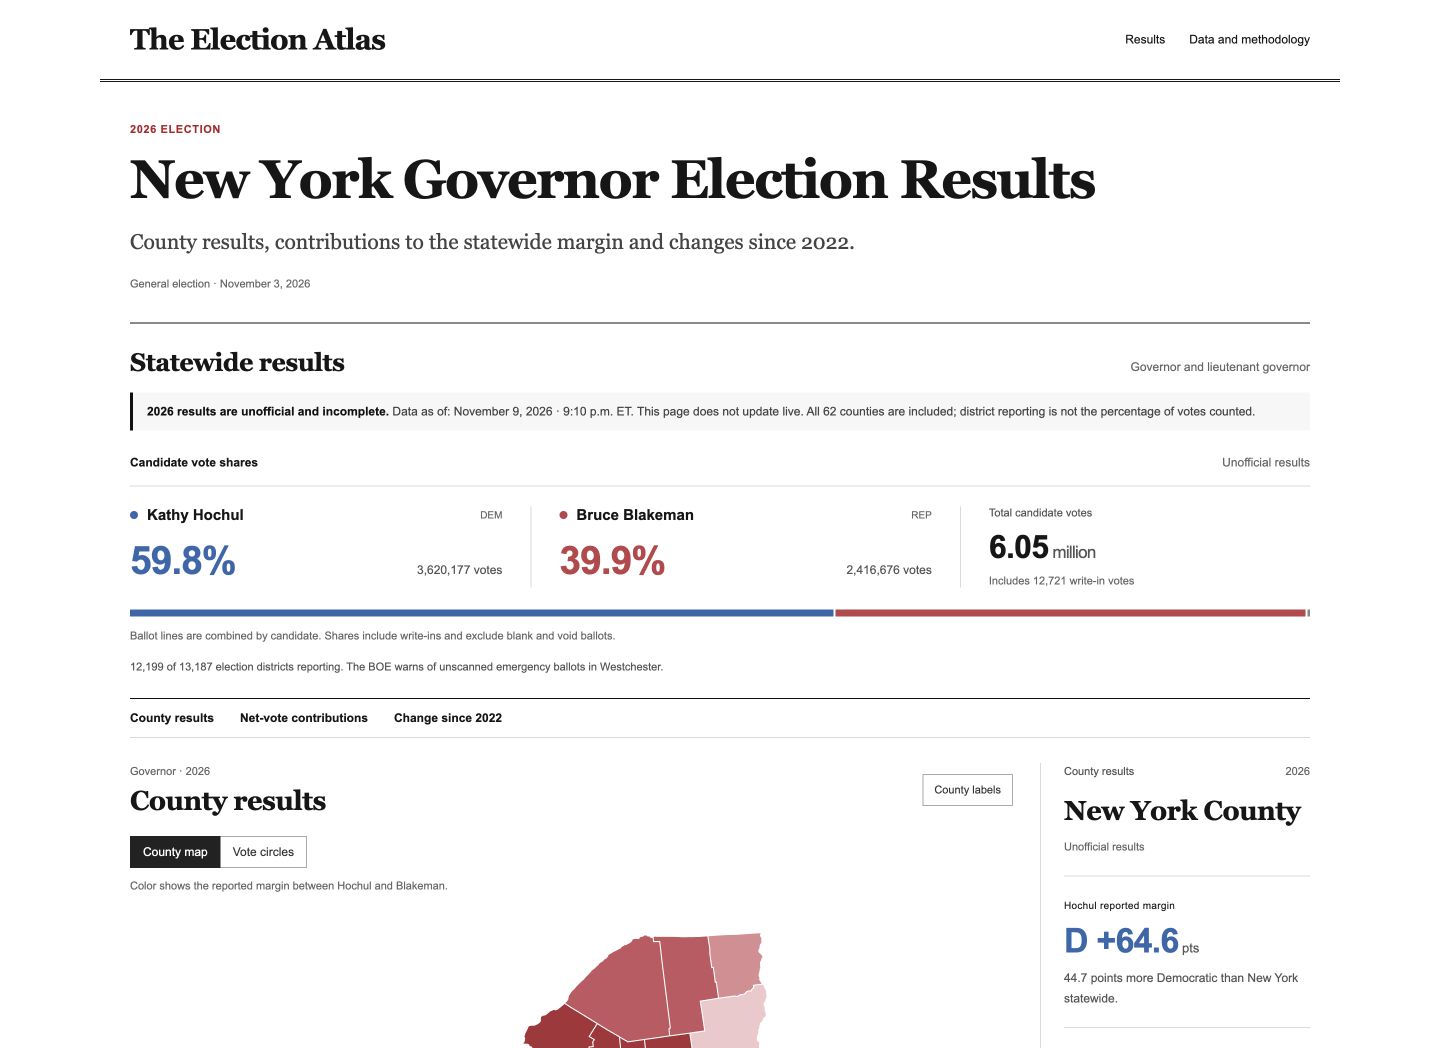 The Election Atlas
Results
Data and methodology
2026 ELECTION
New York Governor Election Results
County results, contributions to the statewide margin and changes since 2022.
General election · November 3, 2026
Statewide results
Governor and lieutenant governor
2026 results are unofficial and incomplete. Data as of: November 9, 2026 · 9:10 p.m. ET. This page does not update live. All 62 counties are included; district reporting is not the percentage of votes counted.
Candidate vote shares
Unofficial results
Kathy Hochul
DEM
59.8%
3,620,177 votes
Bruce Blakeman
REP
39.9%
2,416,676 votes
Total candidate votes
6.05 million
Includes 12,721 write-in votes
Ballot lines are combined by candidate. Shares include write-ins and exclude blank and void ballots.
12,199 of 13,187 election districts reporting. The BOE warns of unscanned emergency ballots in Westchester.
County results
Net-vote contributions
Change since 2022
Governor · 2026
County results
County labels
County map
Vote circles
Color shows the reported margin between Hochul and Blakeman.
County results
2026
New York County
Unofficial results
Hochul reported margin
D +64.6 pts
44.7 points more Democratic than New York
statewide.